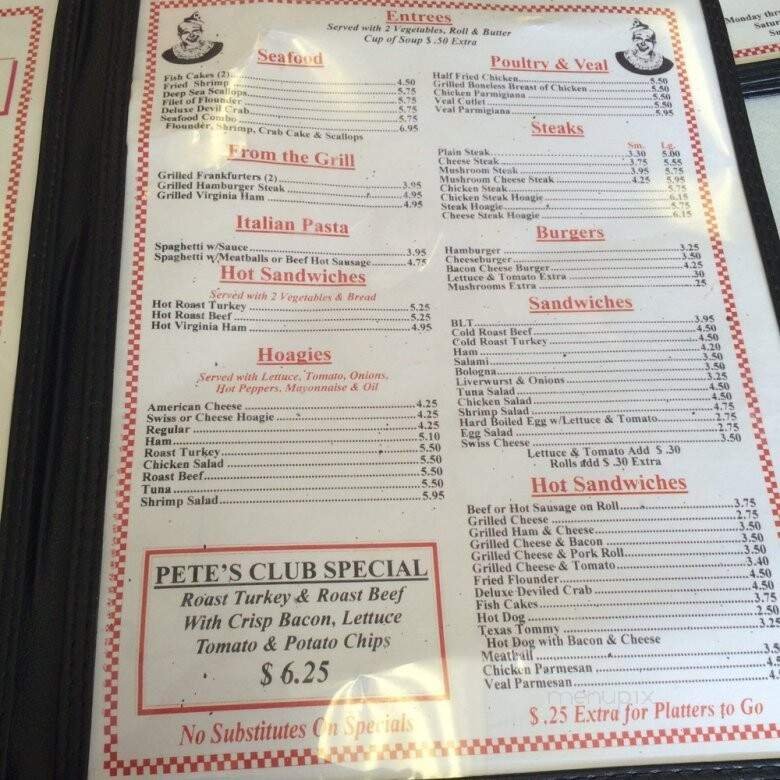 Entrees
Served with 2 Vegetables, Roll & Butter
Cup of Soup $ .50 Extra
Seafood
Fish Cakes (2) 4.50
Fried Shrimp 5.75
Deep Sea Scallops 5.75
Filet of Flounder 5.75
Deluxe Devil Crab 5.75
Seafood Combo 6.95
Flounder, Shrimp, Crab Cake & Scallops
From the Grill
Grilled Frankfurters (2) 3.95
Grilled Hamburger Steak 4.95
Grilled Virginia Ham 4.95
Italian Pasta
Spaghetti w/Sauce 3.95
Spaghetti w/Meatballs or Beef Hot Sausage 4.75
Hot Sandwiches
Served with 2 Vegetables & Bread
Hot Roast Turkey 5.25
Hot Roast Beef 5.25
Hot Virginia Ham 4.95
Hoagies
Served with Lettuce, Tomato, Onions,
Hot Peppers, Mayonnaise & Oil
American Cheese 4.25
Swiss or Cheese Hoagie 4.25
Regular 4.25
Ham 5.10
Roast Turkey 5.50
Chicken Salad 5.50
Roast Beef 5.50
Tuna 5.50
Shrimp Salad 5.95
PETE'S CLUB SPECIAL
Roast Turkey & Roast Beef
With Crisp Bacon, Lettuce
Tomato & Potato Chips
$ 6.25
No Substitutes On Specials
Poultry & Veal
Half Fried Chicken 5.50
Grilled Boneless Breast of Chicken 5.50
Chicken Parmigiana 5.50
Veal Cutlet 5.50
Veal Parmigiana 5.95
Steaks
Sm. Lg.
Plain Steak 3.30 5.00
Cheese Steak 3.75 5.55
Mushroom Steak 3.95 5.75
Mushroom Cheese Steak 4.25 5.95
Chicken Steak 5.75
Chicken Steak Hoagie 6.15
Steak Hoagie 5.75
Cheese Steak Hoagie 6.15
Burgers
Hamburger 3.25
Cheeseburger 3.50
Bacon Cheese Burger 4.25
Lettuce & Tomato Extra .30
Mushrooms Extra .25
Sandwiches
BLT 3.95
Cold Roast Beef 4.50
Cold Roast Turkey 4.50
Ham 4.20
Salami 3.50
Bologna 3.50
Liverwurst & Onions 3.25
Tuna Salad 4.50
Chicken Salad 4.50
Shrimp Salad 4.75
Hard Boiled Egg w/Lettuce & Tomato 2.75
Egg Salad 2.75
Swiss Cheese 3.50
Lettuce & Tomato Add $ .30
Rolls add $ .30 Extra
Hot Sandwiches
Beef or Hot Sausage on Roll 3.75
Grilled Cheese 2.75
Grilled Ham & Cheese 3.50
Grilled Cheese & Bacon 3.50
Grilled Cheese & Pork Roll 3.50
Grilled Cheese & Tomato 3.40
Fried Flounder 4.50
Deluxe Deviled Crab 4.50
Fish Cakes 3.75
Hot Dog 2.50
Texas Tommy 3.25
Hot Dog with Bacon & Cheese
Meatball 3.5
Chicken Parmesan 4.
Veal Parmesan 4.
$ .25 Extra for Platters to Go
menupix
Monday thr
Satur
Su